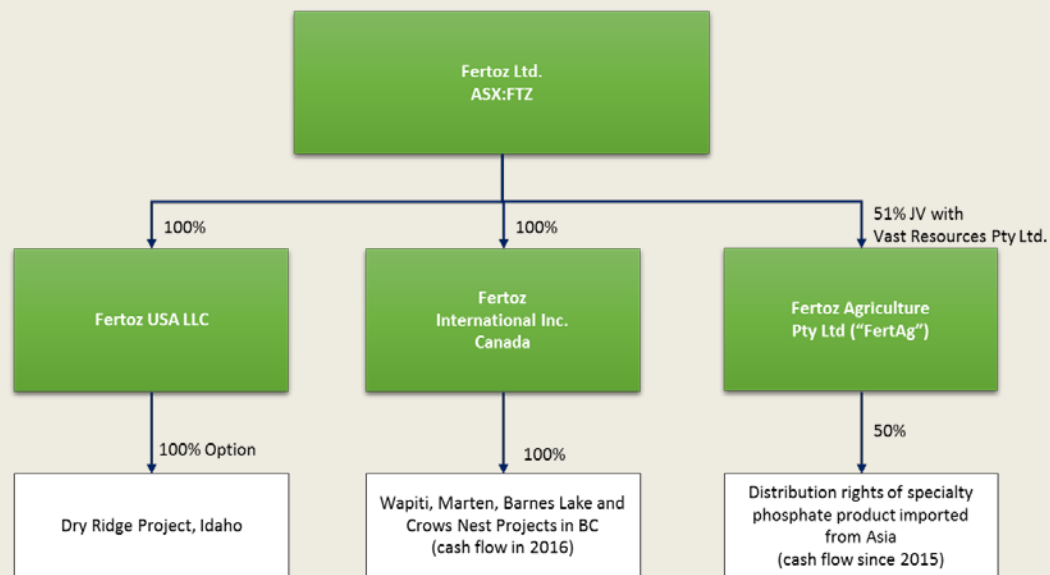 Fertoz Ltd.
ASX:FTZ
100%
100%
51% JV with
Vast Resources Pty Ltd.
Fertoz USA LLC
Fertoz
International Inc.
Canada
Fertoz Agriculture
Pty Ltd (“FertAg”)
100% Option
100%
50%
Dry Ridge Project, Idaho
Wapiti, Marten, Barnes Lake and
Crows Nest Projects in BC
(cash flow in 2016)
Distribution rights of specialty
phosphate product imported
from Asia
(cash flow since 2015)